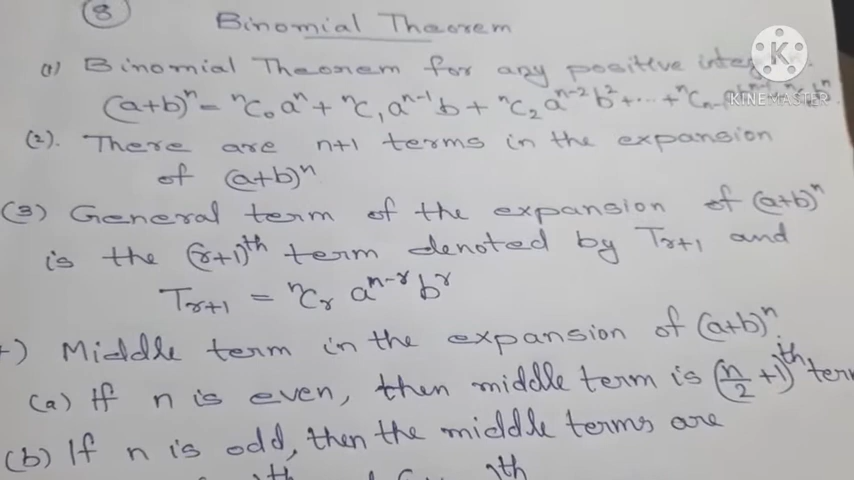 8
Binomial Theorem
(1) Binomial Theorem for any positive
(a+b)ⁿ = ⁿC₀ aⁿ + ⁿC₁ aⁿ⁻¹ b + ⁿC₂ aⁿ⁻² b² + ... +
KINEMASTER
(2). There are n+1 terms in the expansion
of (a+b)ⁿ
(3) General term of the expansion of (a+b)ⁿ
is the (r+1)ᵗʰ term denoted by Tᵣ₊₁ and
Tᵣ₊₁ = ⁿCᵣ aⁿ⁻ʳ bʳ
) Middle term in the expansion of (a+b)ⁿ.
(a) If n is even, then middle term is (n/2 + 1)ᵗʰ
(b) If n is odd, then the middle terms are